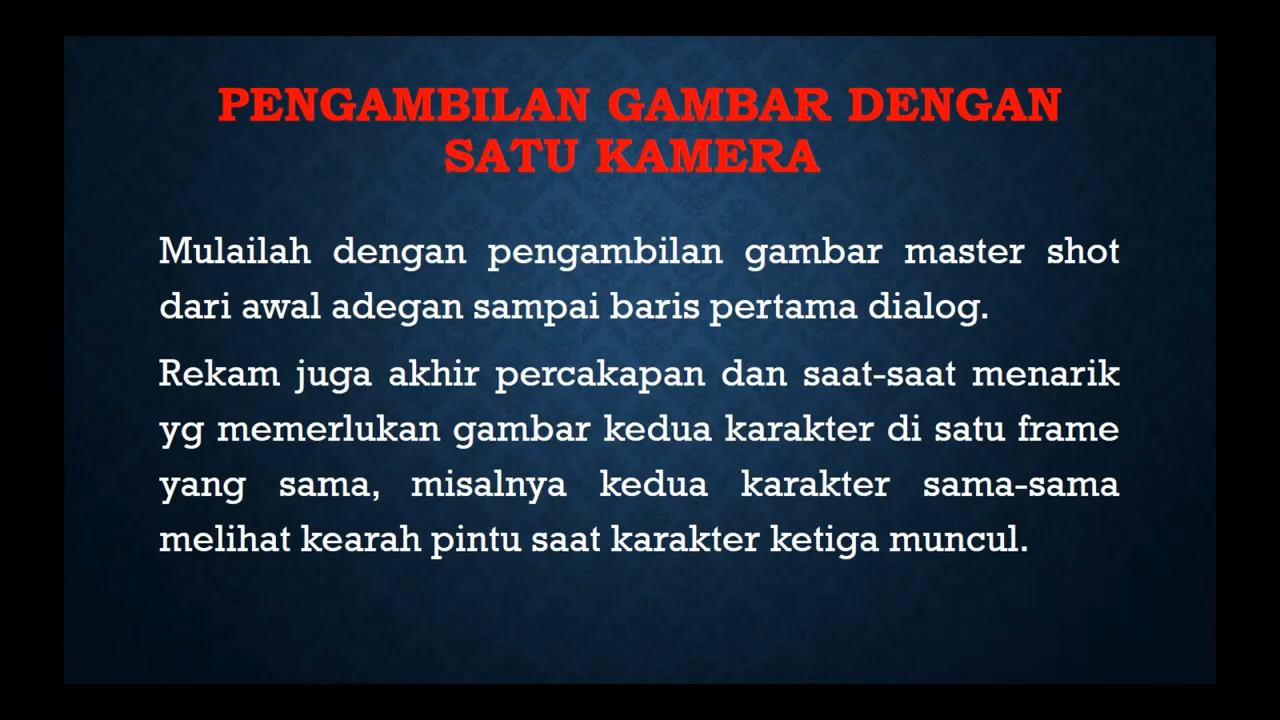 PENGAMBILAN GAMBAR DENGAN
SATU KAMERA
Mulailah dengan pengambilan gambar master shot
dari awal adegan sampai baris pertama dialog.
Rekam juga akhir percakapan dan saat-saat menarik
yg memerlukan gambar kedua karakter di satu frame
yang sama, misalnya kedua karakter sama-sama
melihat kearah pintu saat karakter ketiga muncul.